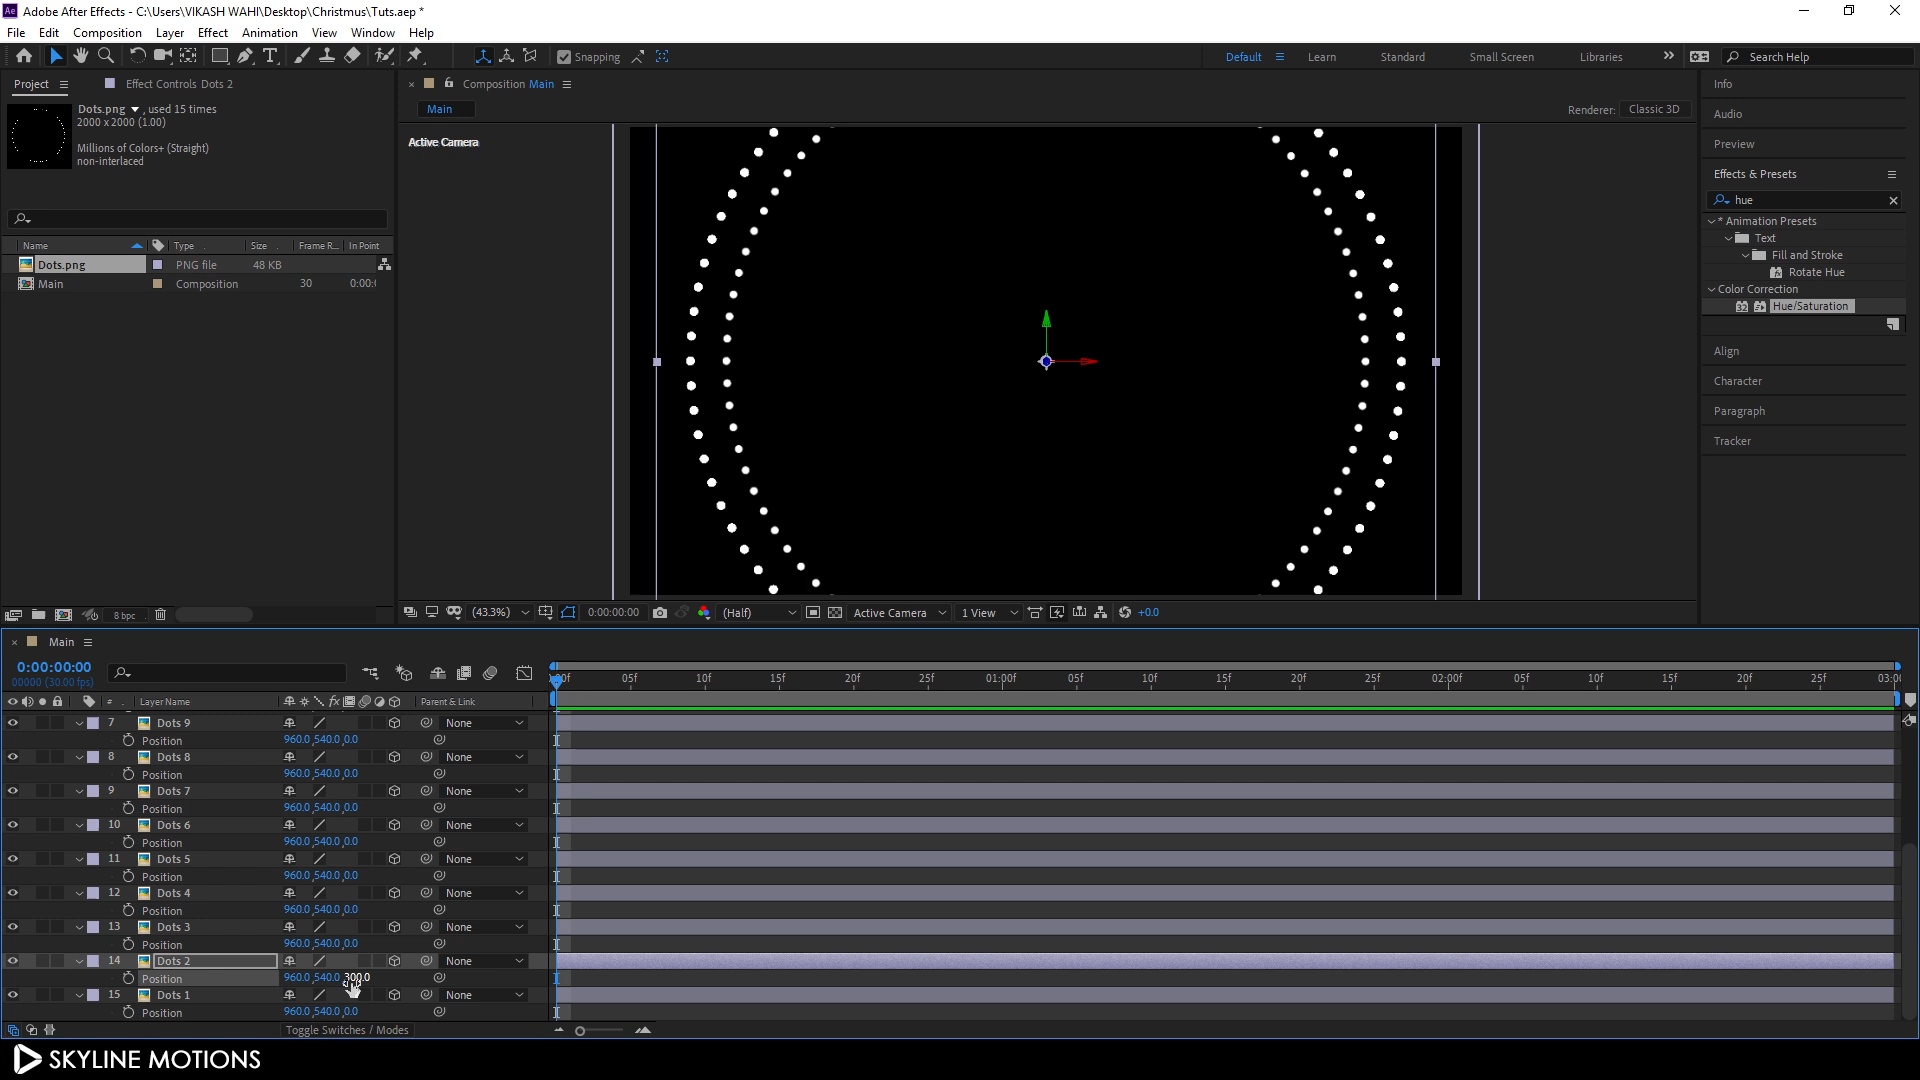 Ae Adobe After Effects - C:\Users\VIKASH WAHI\Desktop\Christmus\Tuts.aep *
File Edit Composition Layer Effect Animation View Window Help
Snapping
Default Learn Standard Small Screen Libraries Search Help
Project Effect Controls Dots 2
Composition Main
Main
Renderer: Classic 3D
Dots.png , used 15 times
2000 x 2000 (1.00)
Millions of Colors+ (Straight)
non-interlaced
Name Type Size Frame R... In Point
Dots.png PNG file 48 KB
Main Composition 30 0:00:
8 bpc
Active Camera
(43.3%) 0:00:00:00 (Half) Active Camera 1 View +0.0
Info
Audio
Preview
Effects & Presets
hue
* Animation Presets
Text
Fill and Stroke
Rotate Hue
Color Correction
32 Hue/Saturation
Align
Character
Paragraph
Tracker
Main
0:00:00:00
00000 (30.00 fps)
:00f 05f 10f 15f 20f 25f 01:00f 05f 10f 15f 20f 25f 02:00f 05f 10f 15f 20f 25f 03:00
# Layer Name Parent & Link
7 Dots 9 None
Position 960.0,540.0,0.0
8 Dots 8 None
Position 960.0,540.0,0.0
9 Dots 7 None
Position 960.0,540.0,0.0
10 Dots 6 None
Position 960.0,540.0,0.0
11 Dots 5 None
Position 960.0,540.0,0.0
12 Dots 4 None
Position 960.0,540.0,0.0
13 Dots 3 None
Position 960.0,540.0,0.0
14 Dots 2 None
Position 960.0,540.0,300.0
15 Dots 1 None
Position 960.0,540.0,0.0
Toggle Switches / Modes
SKYLINE MOTIONS